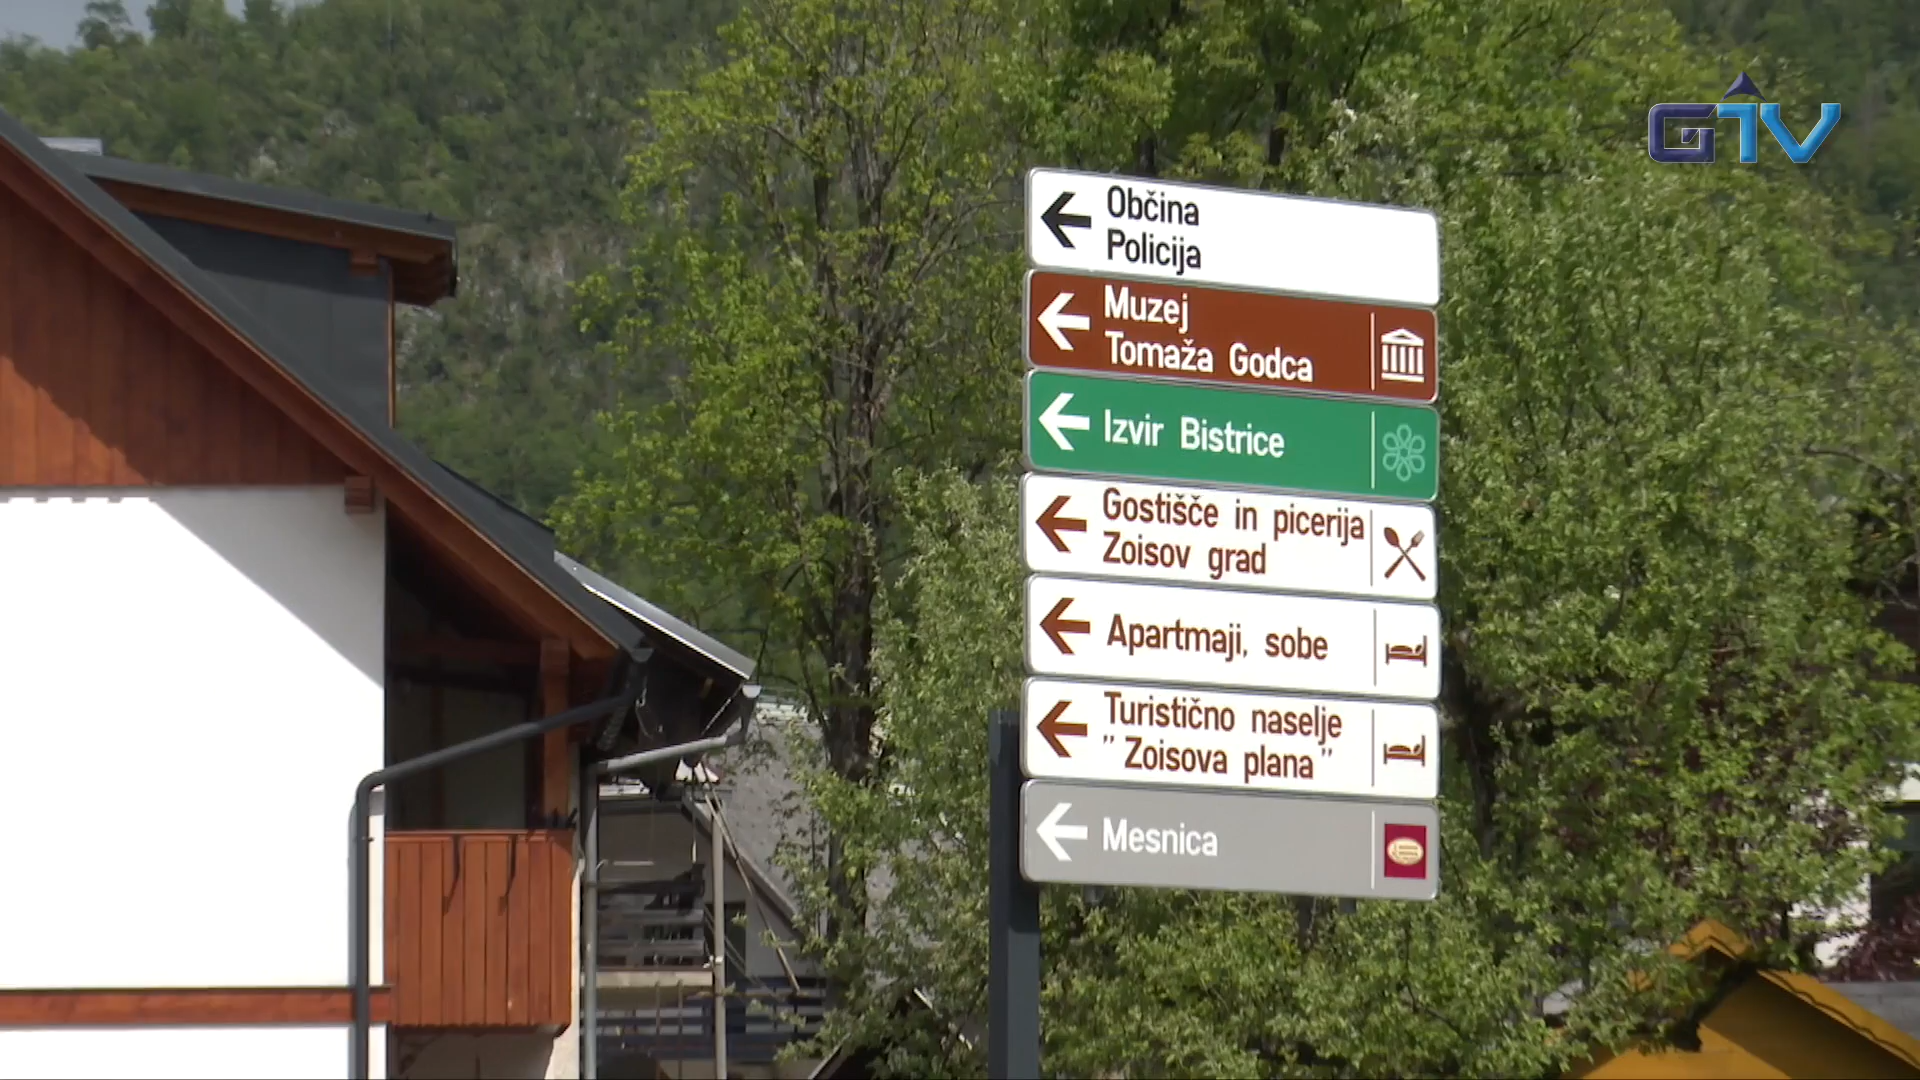 GTV
Občina
Policija
Muzej
Tomaža Godca
Izvir Bistrice
Gostišče in picerija
Zoisov grad
Apartmaji, sobe
Turistično naselje
" Zoisova plana "
Mesnica